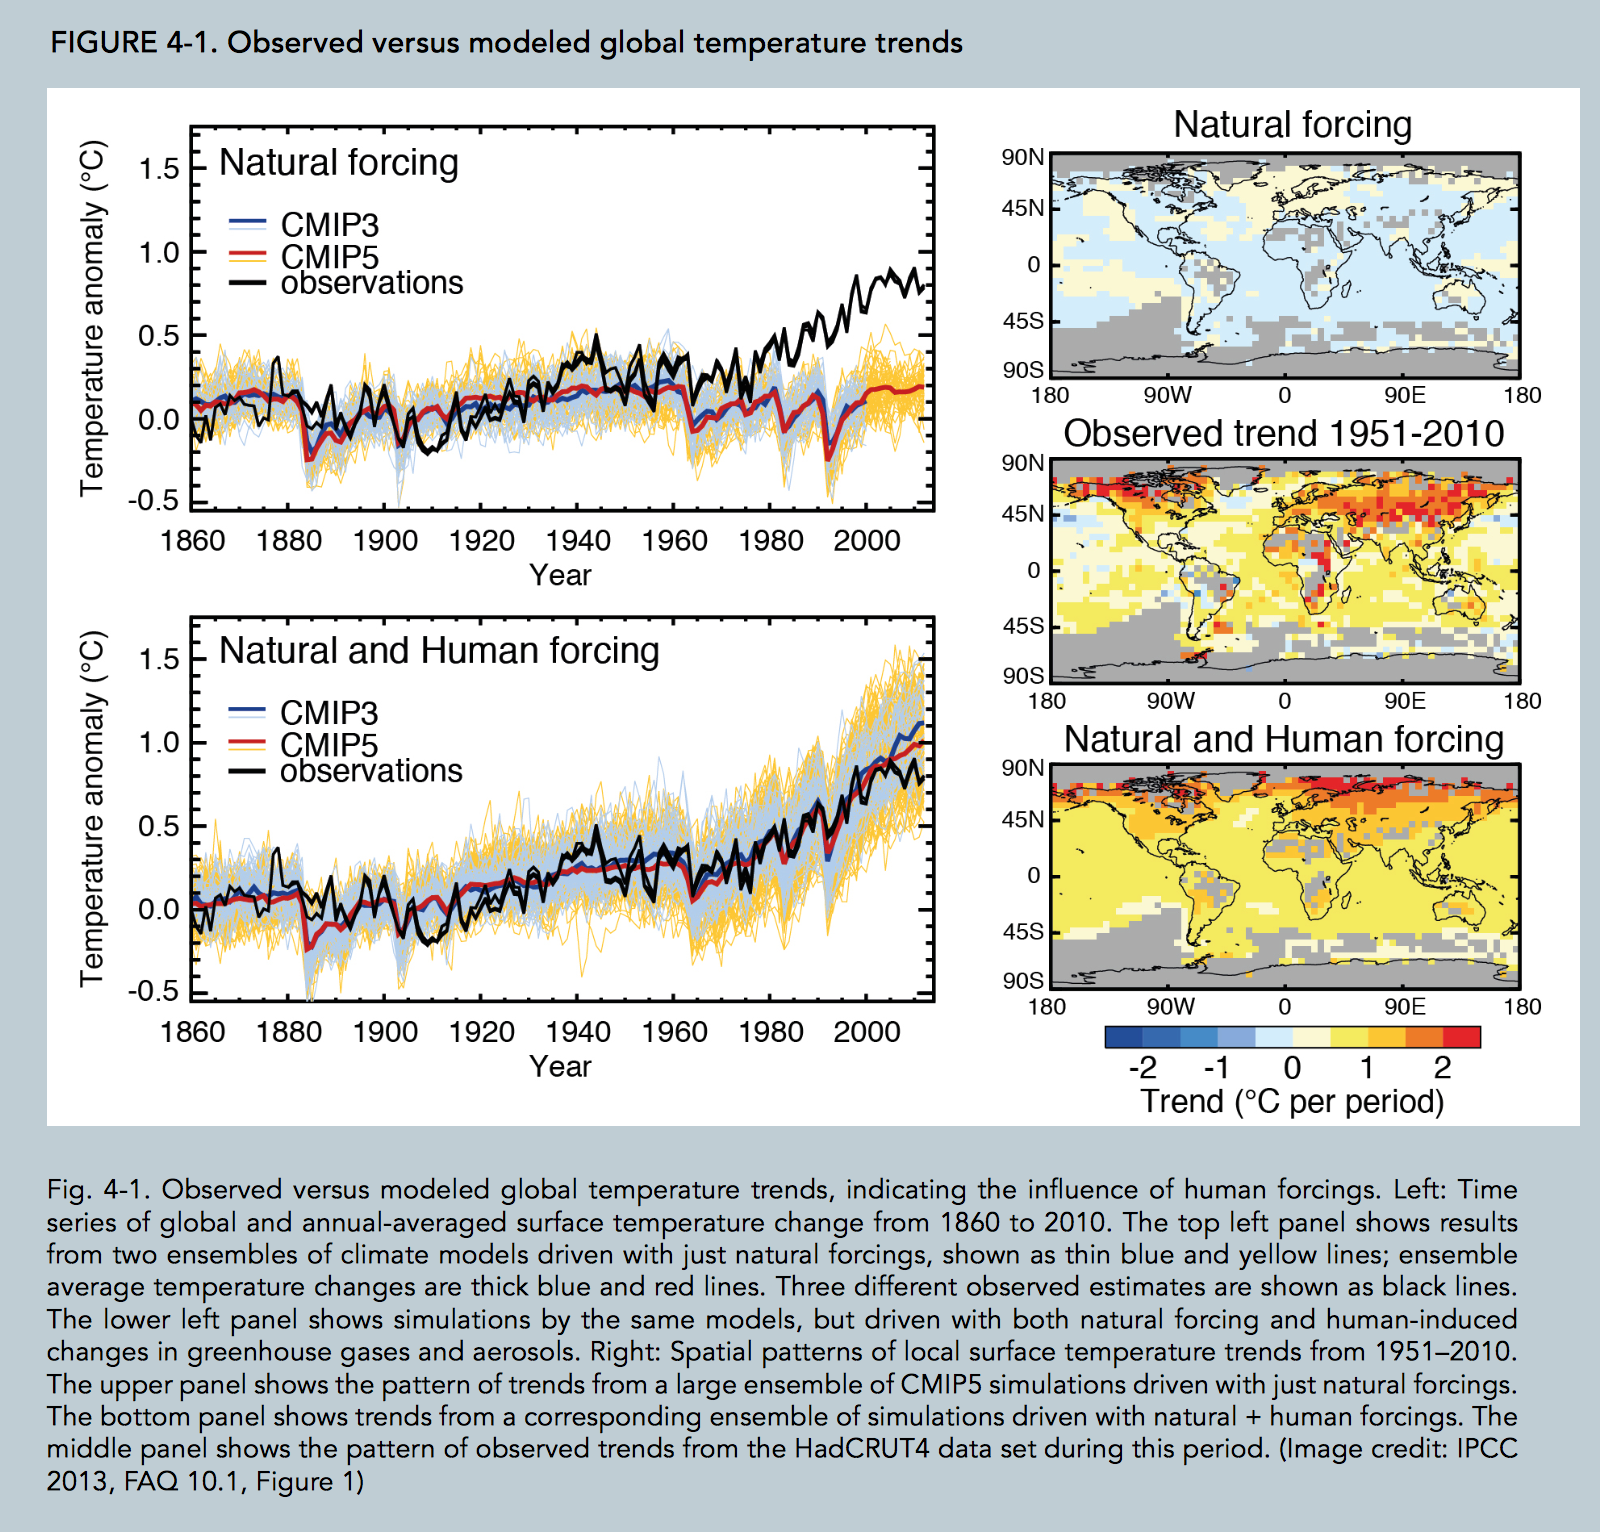 FIGURE 4-1. Observed versus modeled global temperature trends
Natural forcing
CMIP3
CMIP5
observations
Temperature anomaly (°C)
1.5
1.0
0.5
0.0
-0.5
1860 1880 1900 1920 1940 1960 1980 2000
Year
Natural and Human forcing
CMIP3
CMIP5
observations
Temperature anomaly (°C)
1.5
1.0
0.5
0.0
-0.5
1860 1880 1900 1920 1940 1960 1980 2000
Year
Natural forcing
90N
45N
0
45S
90S
180 90W 0 90E 180
Observed trend 1951-2010
90N
45N
0
45S
90S
180 90W 0 90E 180
Natural and Human forcing
90N
45N
0
45S
90S
180 90W 0 90E 180
-2 -1 0 1 2
Trend (°C per period)
Fig. 4-1. Observed versus modeled global temperature trends, indicating the influence of human forcings. Left: Time
series of global and annual-averaged surface temperature change from 1860 to 2010. The top left panel shows results
from two ensembles of climate models driven with just natural forcings, shown as thin blue and yellow lines; ensemble
average temperature changes are thick blue and red lines. Three different observed estimates are shown as black lines.
The lower left panel shows simulations by the same models, but driven with both natural forcing and human-induced
changes in greenhouse gases and aerosols. Right: Spatial patterns of local surface temperature trends from 1951–2010.
The upper panel shows the pattern of trends from a large ensemble of CMIP5 simulations driven with just natural forcings.
The bottom panel shows trends from a corresponding ensemble of simulations driven with natural + human forcings. The
middle panel shows the pattern of observed trends from the HadCRUT4 data set during this period. (Image credit: IPCC
2013, FAQ 10.1, Figure 1)